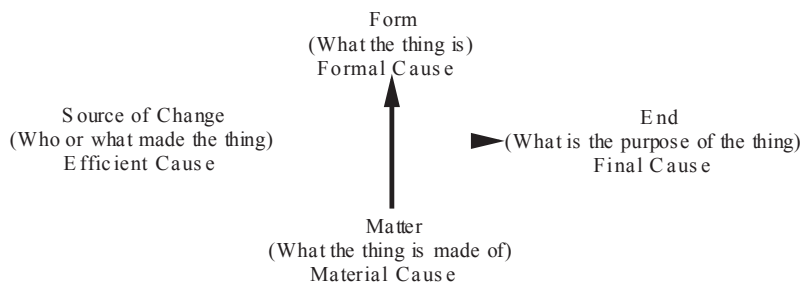 Form
(What the thing is)
Formal Cause
Source of Change
(Who or what made the thing)
Efficient Cause
End
(What is the purpose of the thing)
Final Cause
Matter
(What the thing is made of)
Material Cause